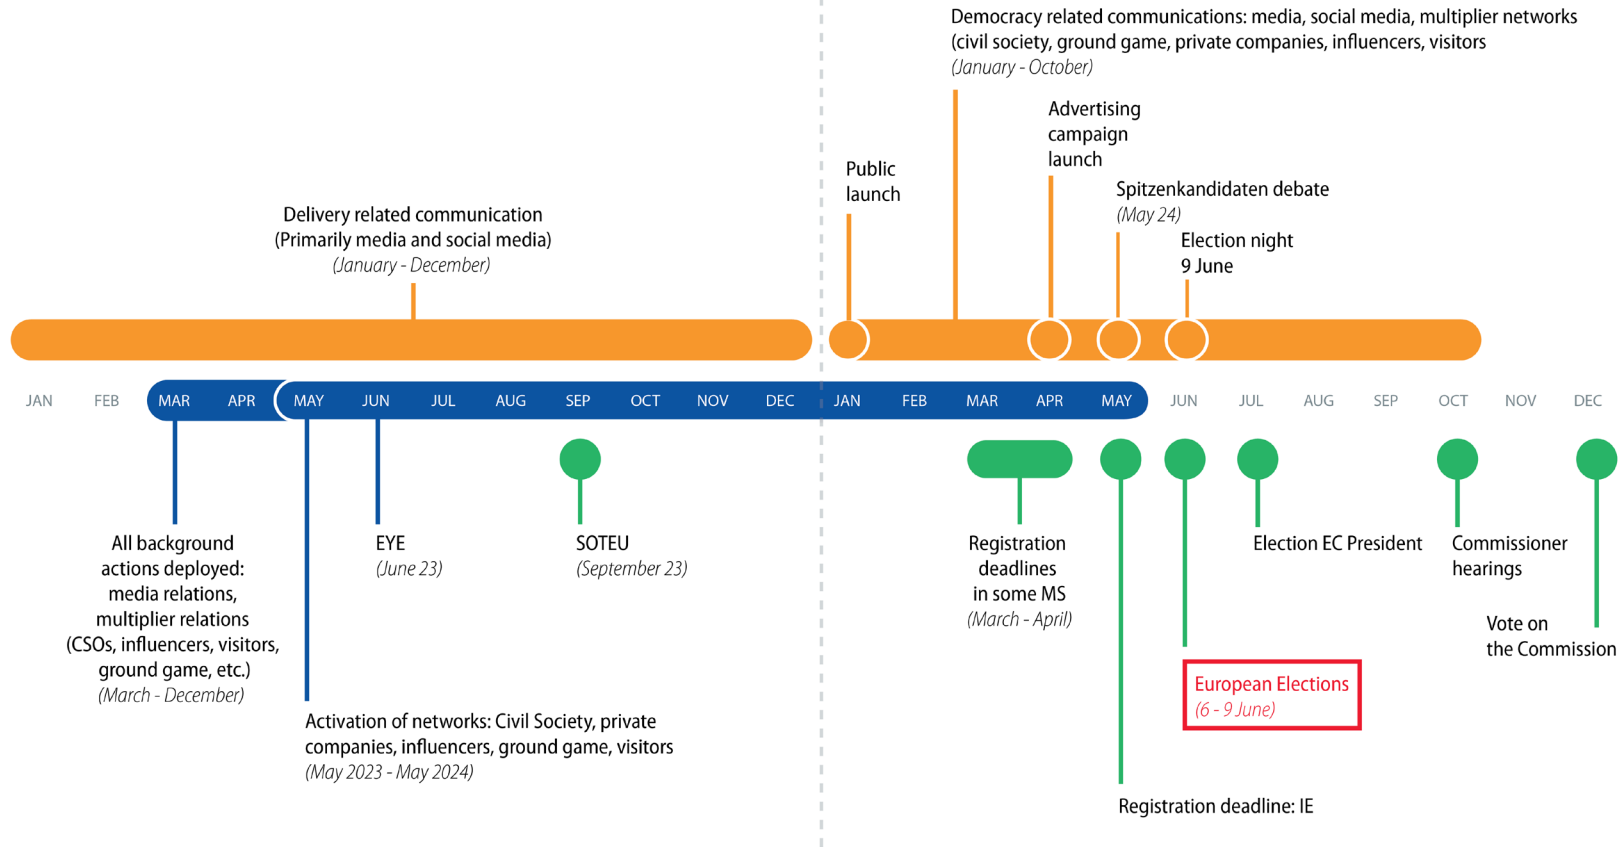 Democracy related communications: media, social media, multiplier networks
(civil society, ground game, private companies, influencers, visitors
(January - October)
Advertising
campaign
launch
Public
launch
Spitzenkandidaten debate
(May 24)
Election night
9 June
Delivery related communication
(Primarily media and social media)
(January - December)
JAN FEB MAR APR MAY JUN JUL AUG SEP OCT NOV DEC JAN FEB MAR APR MAY JUN JUL AUG SEP OCT NOV DEC
All background
actions deployed:
media relations,
multiplier relations
(CSOs, influencers, visitors,
ground game, etc.)
(March - December)
EYE
(June 23)
SOTEU
(September 23)
Registration
deadlines
in some MS
(March - April)
Election EC President
Commissioner
hearings
Vote on
the Commission
European Elections
(6 - 9 June)
Activation of networks: Civil Society, private
companies, influencers, ground game, visitors
(May 2023 - May 2024)
Registration deadline: IE